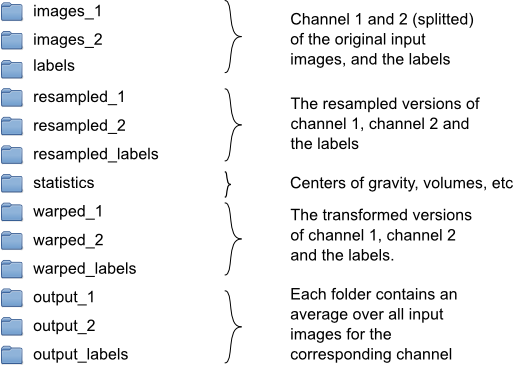 images_1
images_2
labels
Channel 1 and 2 (splitted)
of the original input
images, and the labels
resampled_1
resampled_2
resampled_labels
The resampled versions of
channel 1, channel 2 and
the labels
statistics
Centers of gravity, volumes, etc
warped_1
warped_2
warped_labels
The transformed versions
of channel 1, channel 2
and the labels.
output_1
output_2
output_labels
Each folder contains an
average over all input
images for the
corresponding channel